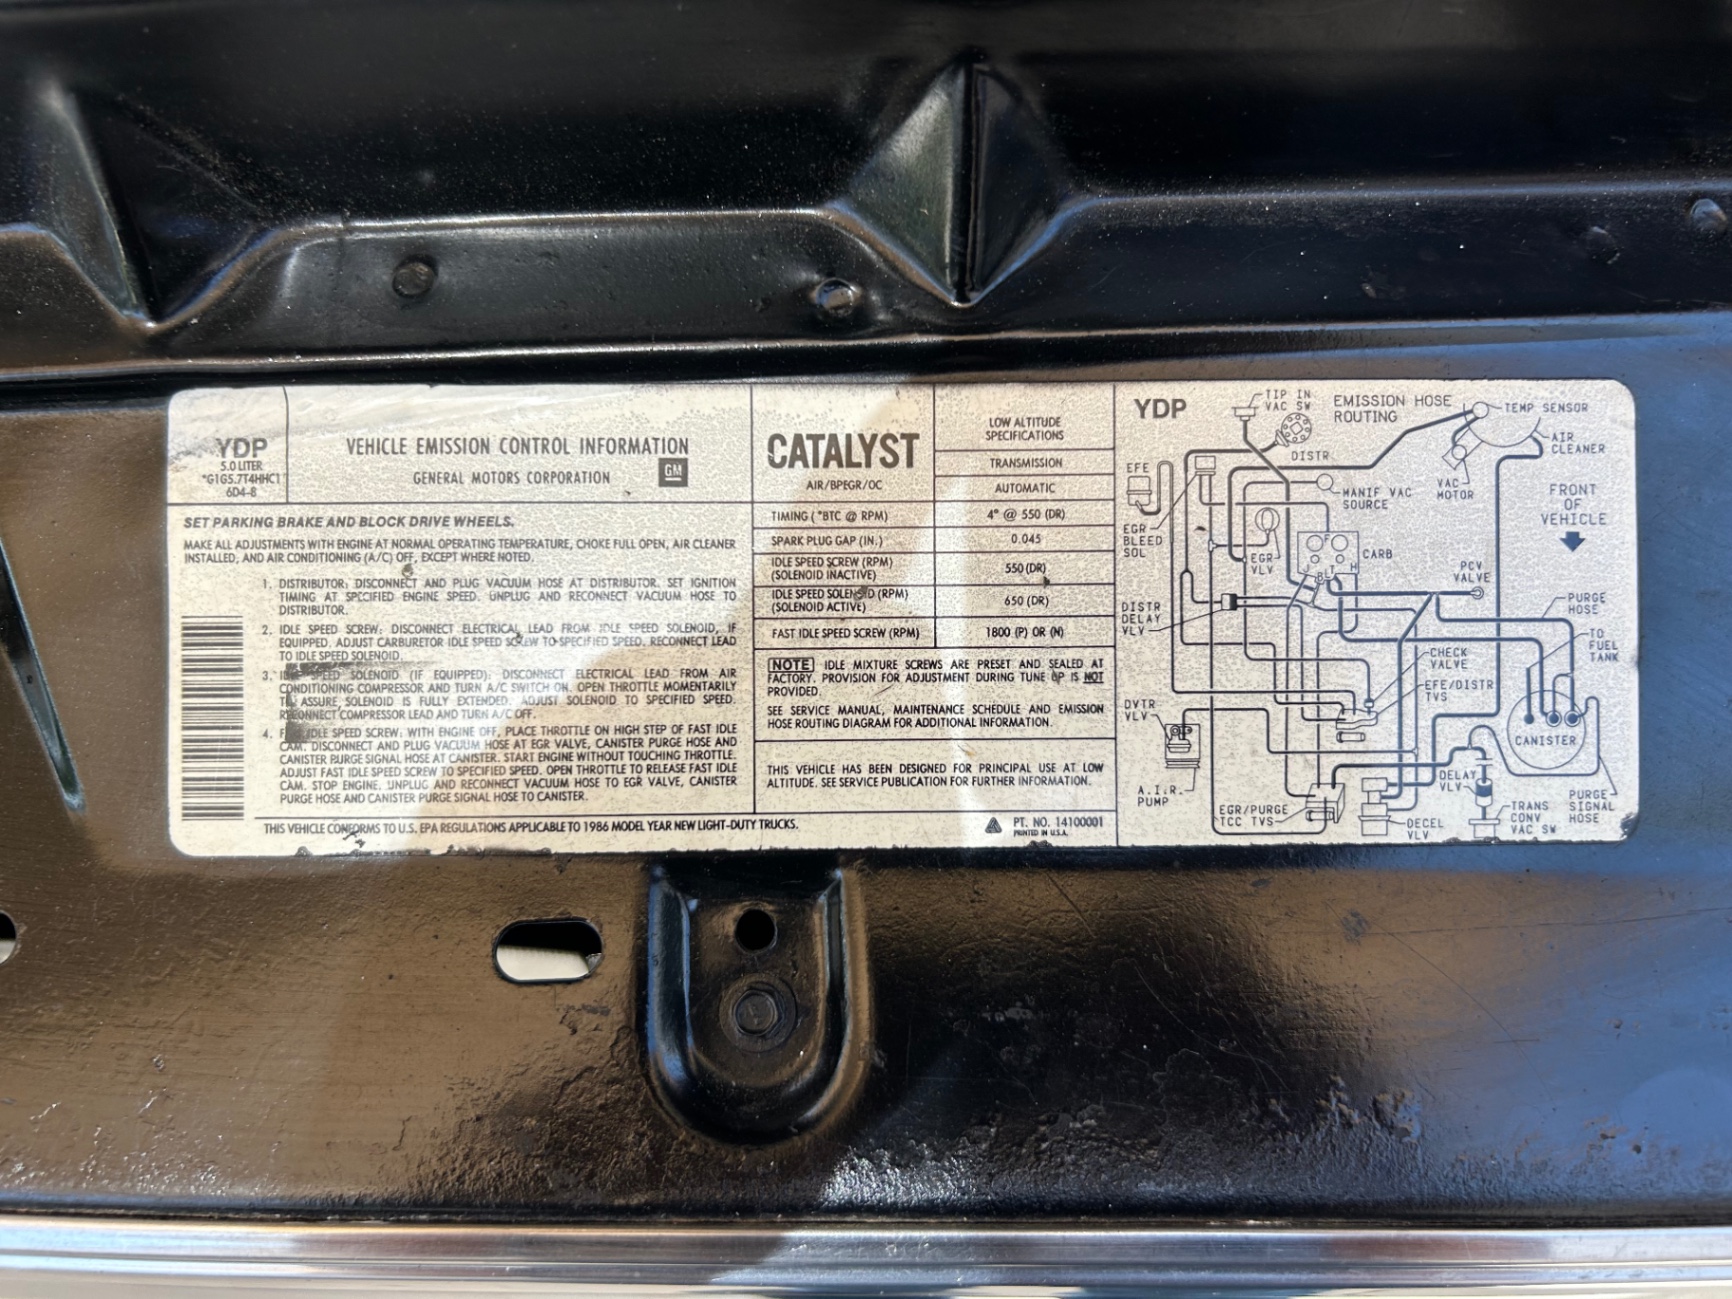 YDP
5.0 LITER
*G1G5.7T4HHC1
6D4-8
VEHICLE EMISSION CONTROL INFORMATION
GENERAL MOTORS CORPORATION
GM
SET PARKING BRAKE AND BLOCK DRIVE WHEELS.
MAKE ALL ADJUSTMENTS WITH ENGINE AT NORMAL OPERATING TEMPERATURE, CHOKE FULL OPEN, AIR CLEANER
INSTALLED, AND AIR CONDITIONING (A/C) OFF, EXCEPT WHERE NOTED.
1. DISTRIBUTOR: DISCONNECT AND PLUG VACUUM HOSE AT DISTRIBUTOR. SET IGNITION
TIMING AT SPECIFIED ENGINE SPEED. UNPLUG AND RECONNECT VACUUM HOSE TO
DISTRIBUTOR.
2. IDLE SPEED SCREW: DISCONNECT ELECTRICAL LEAD FROM IDLE SPEED SOLENOID, IF
EQUIPPED. ADJUST CARBURETOR IDLE SPEED SCREW TO SPECIFIED SPEED. RECONNECT LEAD
TO IDLE SPEED SOLENOID.
3. IDLE SPEED SOLENOID (IF EQUIPPED): DISCONNECT ELECTRICAL LEAD FROM AIR
CONDITIONING COMPRESSOR AND TURN A/C SWITCH ON. OPEN THROTTLE MOMENTARILY
TO ASSURE SOLENOID IS FULLY EXTENDED. ADJUST SOLENOID TO SPECIFIED SPEED.
RECONNECT COMPRESSOR LEAD AND TURN A/C OFF.
4. FAST IDLE SPEED SCREW: WITH ENGINE OFF, PLACE THROTTLE ON HIGH STEP OF FAST IDLE
CAM. DISCONNECT AND PLUG VACUUM HOSE AT EGR VALVE, CANISTER PURGE HOSE AND
CANISTER PURGE SIGNAL HOSE AT CANISTER. START ENGINE WITHOUT TOUCHING THROTTLE.
ADJUST FAST IDLE SPEED SCREW TO SPECIFIED SPEED. OPEN THROTTLE TO RELEASE FAST IDLE
CAM. STOP ENGINE. UNPLUG AND RECONNECT VACUUM HOSE TO EGR VALVE, CANISTER
PURGE HOSE AND CANISTER PURGE SIGNAL HOSE TO CANISTER.
THIS VEHICLE CONFORMS TO U.S. EPA REGULATIONS APPLICABLE TO 1986 MODEL YEAR NEW LIGHT-DUTY TRUCKS.
CATALYST
AIR/BPEGR/OC
LOW ALTITUDE
SPECIFICATIONS
TRANSMISSION
AUTOMATIC
TIMING (°BTC @ RPM) 4° @ 550 (DR)
SPARK PLUG GAP (IN.) 0.045
IDLE SPEED SCREW (RPM)
(SOLENOID INACTIVE) 550 (DR)
IDLE SPEED SOLENOID (RPM)
(SOLENOID ACTIVE) 650 (DR)
FAST IDLE SPEED SCREW (RPM) 1800 (P) OR (N)
NOTE IDLE MIXTURE SCREWS ARE PRESET AND SEALED AT
FACTORY. PROVISION FOR ADJUSTMENT DURING TUNE UP IS NOT
PROVIDED.
SEE SERVICE MANUAL, MAINTENANCE SCHEDULE AND EMISSION
HOSE ROUTING DIAGRAM FOR ADDITIONAL INFORMATION.
THIS VEHICLE HAS BEEN DESIGNED FOR PRINCIPAL USE AT LOW
ALTITUDE. SEE SERVICE PUBLICATION FOR FURTHER INFORMATION.
PT. NO. 14100001
PRINTED IN U.S.A.
YDP
TIP IN
VAC SW
EMISSION HOSE
ROUTING
TEMP SENSOR
AIR
CLEANER
DISTR
EFE
VAC
MOTOR
MANIF VAC
SOURCE
FRONT
OF
VEHICLE
EGR
BLEED
SOL
EGR
VLV
F
CARB
J
B
L
T
H
PCV
VALVE
DISTR
DELAY
VLV
PURGE
HOSE
TO
FUEL
TANK
CHECK
VALVE
EFE/DISTR
TVS
DVTR
VLV
CANISTER
A.I.R.
PUMP
DELAY
VLV
EGR/PURGE
TCC TVS
DECEL
VLV
TRANS
CONV
VAC SW
PURGE
SIGNAL
HOSE